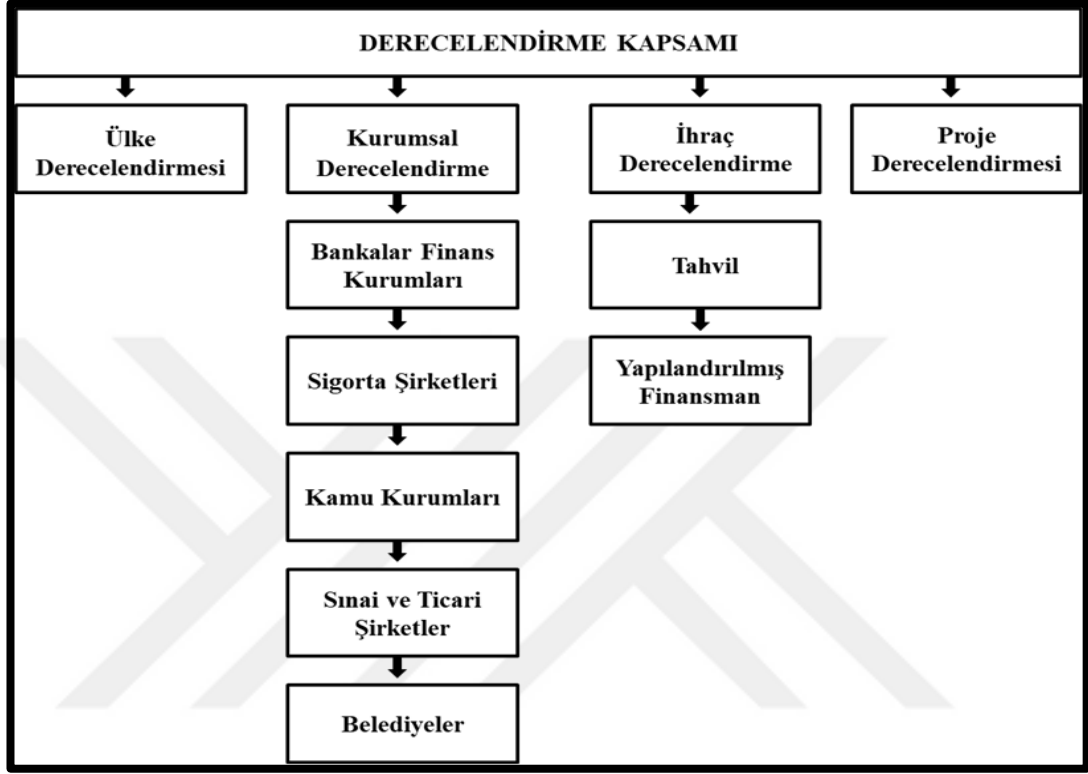 DERECELENDİRME KAPSAMI
Ülke
Derecelendirmesi
Kurumsal
Derecelendirme
İhraç
Derecelendirme
Proje
Derecelendirmesi
Bankalar Finans
Kurumları
Tahvil
Sigorta Şirketleri
Yapılandırılmış
Finansman
Kamu Kurumları
Sınai ve Ticari
Şirketler
Belediyeler